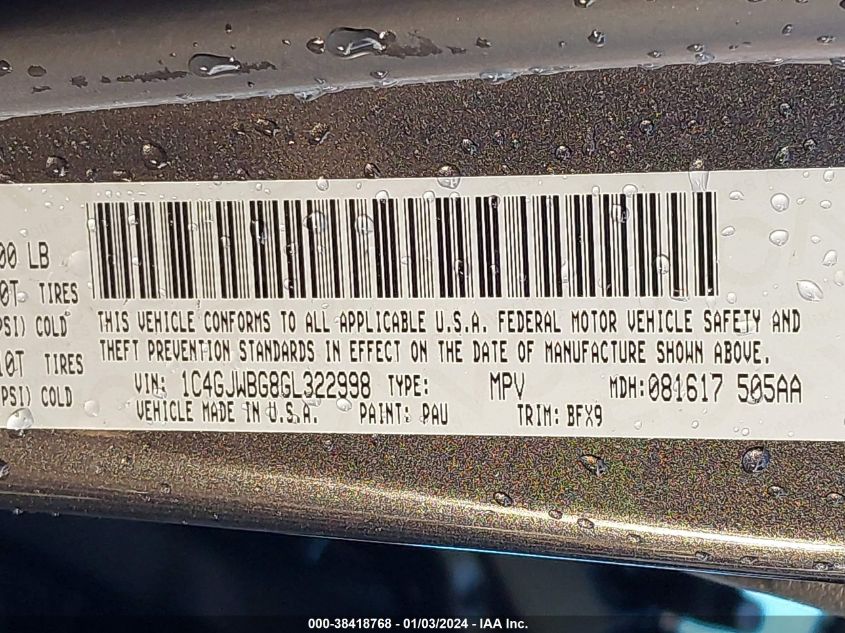 00 LB
0T TIRES
PSI) COLD
10T TIRES
PSI) COLD
THIS VEHICLE CONFORMS TO ALL APPLICABLE U.S.A. FEDERAL MOTOR VEHICLE SAFETY AND
THEFT PREVENTION STANDARDS IN EFFECT ON THE DATE OF MANUFACTURE SHOWN ABOVE.
VIN: 1C4GJWBG8GL322998 TYPE: MPV MDH:081617 505AA
VEHICLE MADE IN U.S.A. PAINT: PAU TRIM: BFX9
000-38418768 - 01/03/2024 - IAA Inc.